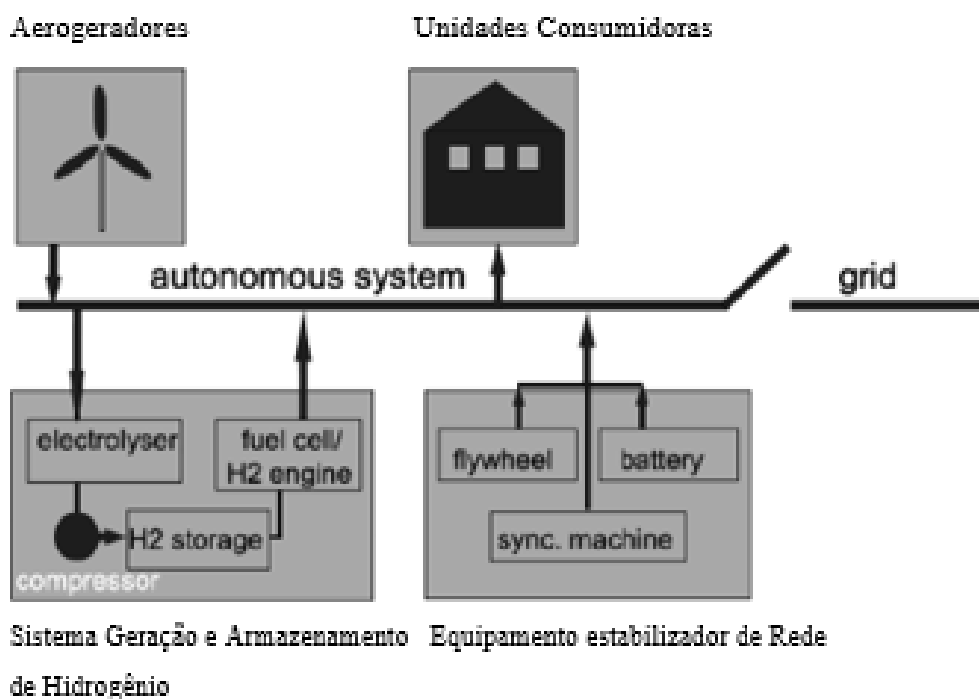 Aerogeradores
Unidades Consumidoras
autonomous system
grid
electrolyser
fuel cell/
H2 engine
H2 storage
compressor
flywheel
battery
sync. machine
Sistema Geração e Armazenamento
de Hidrogênio
Equipamento estabilizador de Rede